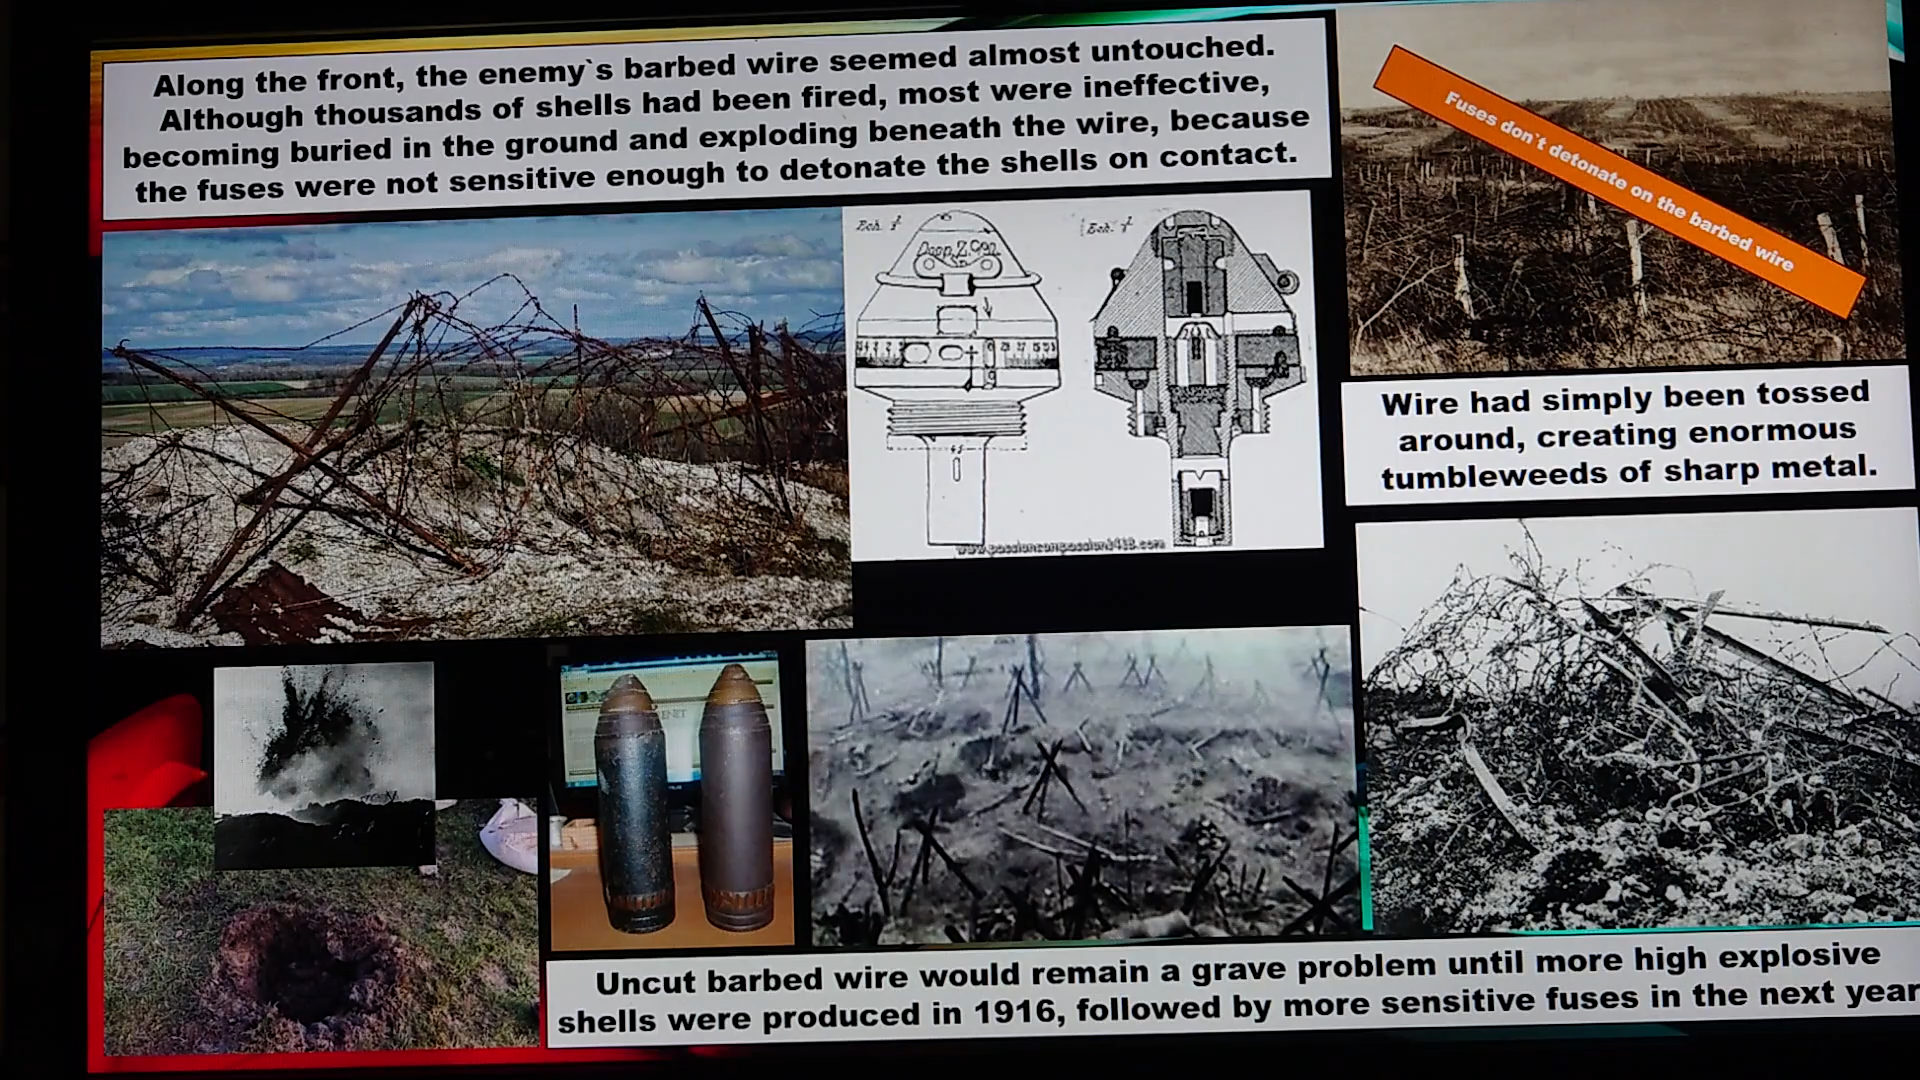 Along the front, the enemy`s barbed wire seemed almost untouched.
Although thousands of shells had been fired, most were ineffective,
becoming buried in the ground and exploding beneath the wire, because
the fuses were not sensitive enough to detonate the shells on contact.
Fuses don`t detonate on the barbed wire
Wire had simply been tossed
around, creating enormous
tumbleweeds of sharp metal.
Uncut barbed wire would remain a grave problem until more high explosive
shells were produced in 1916, followed by more sensitive fuses in the next year